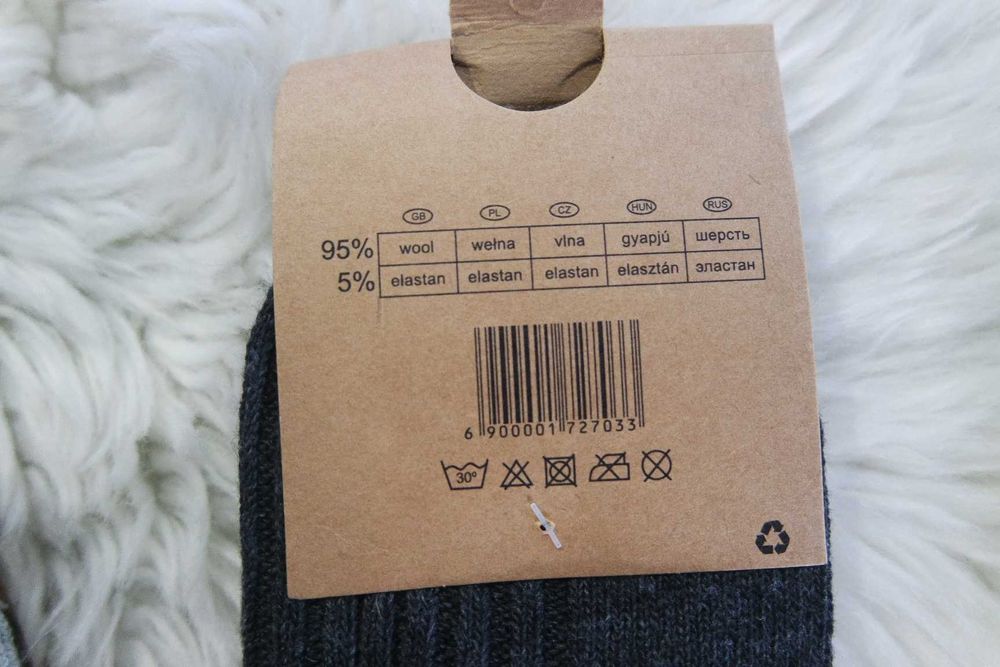 GB PL CZ HUN RUS
95% wool wełna vlna gyapjú шерсть
5% elastan elastan elastan elasztán эластан
6 900001 727033
30°